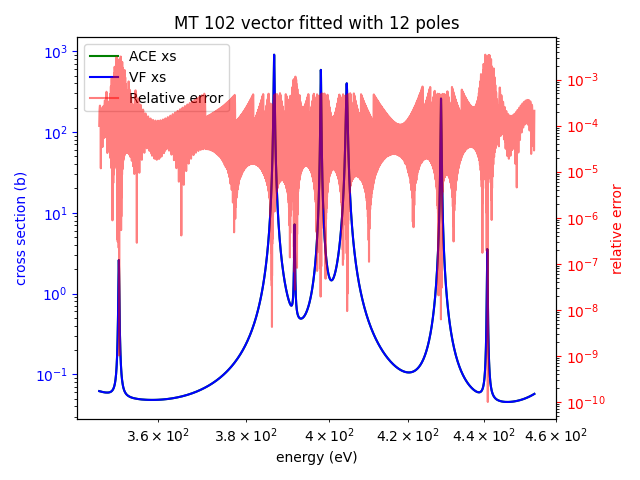 MT 102 vector fitted with 12 poles
ACE xs
VF xs
Relative error
cross section (b)
10³
10²
10¹
10⁰
10⁻¹
10⁻³
10⁻⁴
10⁻⁵
10⁻⁶
10⁻⁷
10⁻⁸
10⁻⁹
10⁻¹⁰
relative error
3.6 × 10² 3.8 × 10² 4 × 10² 4.2 × 10² 4.4 × 10² 4.6 × 10²
energy (eV)